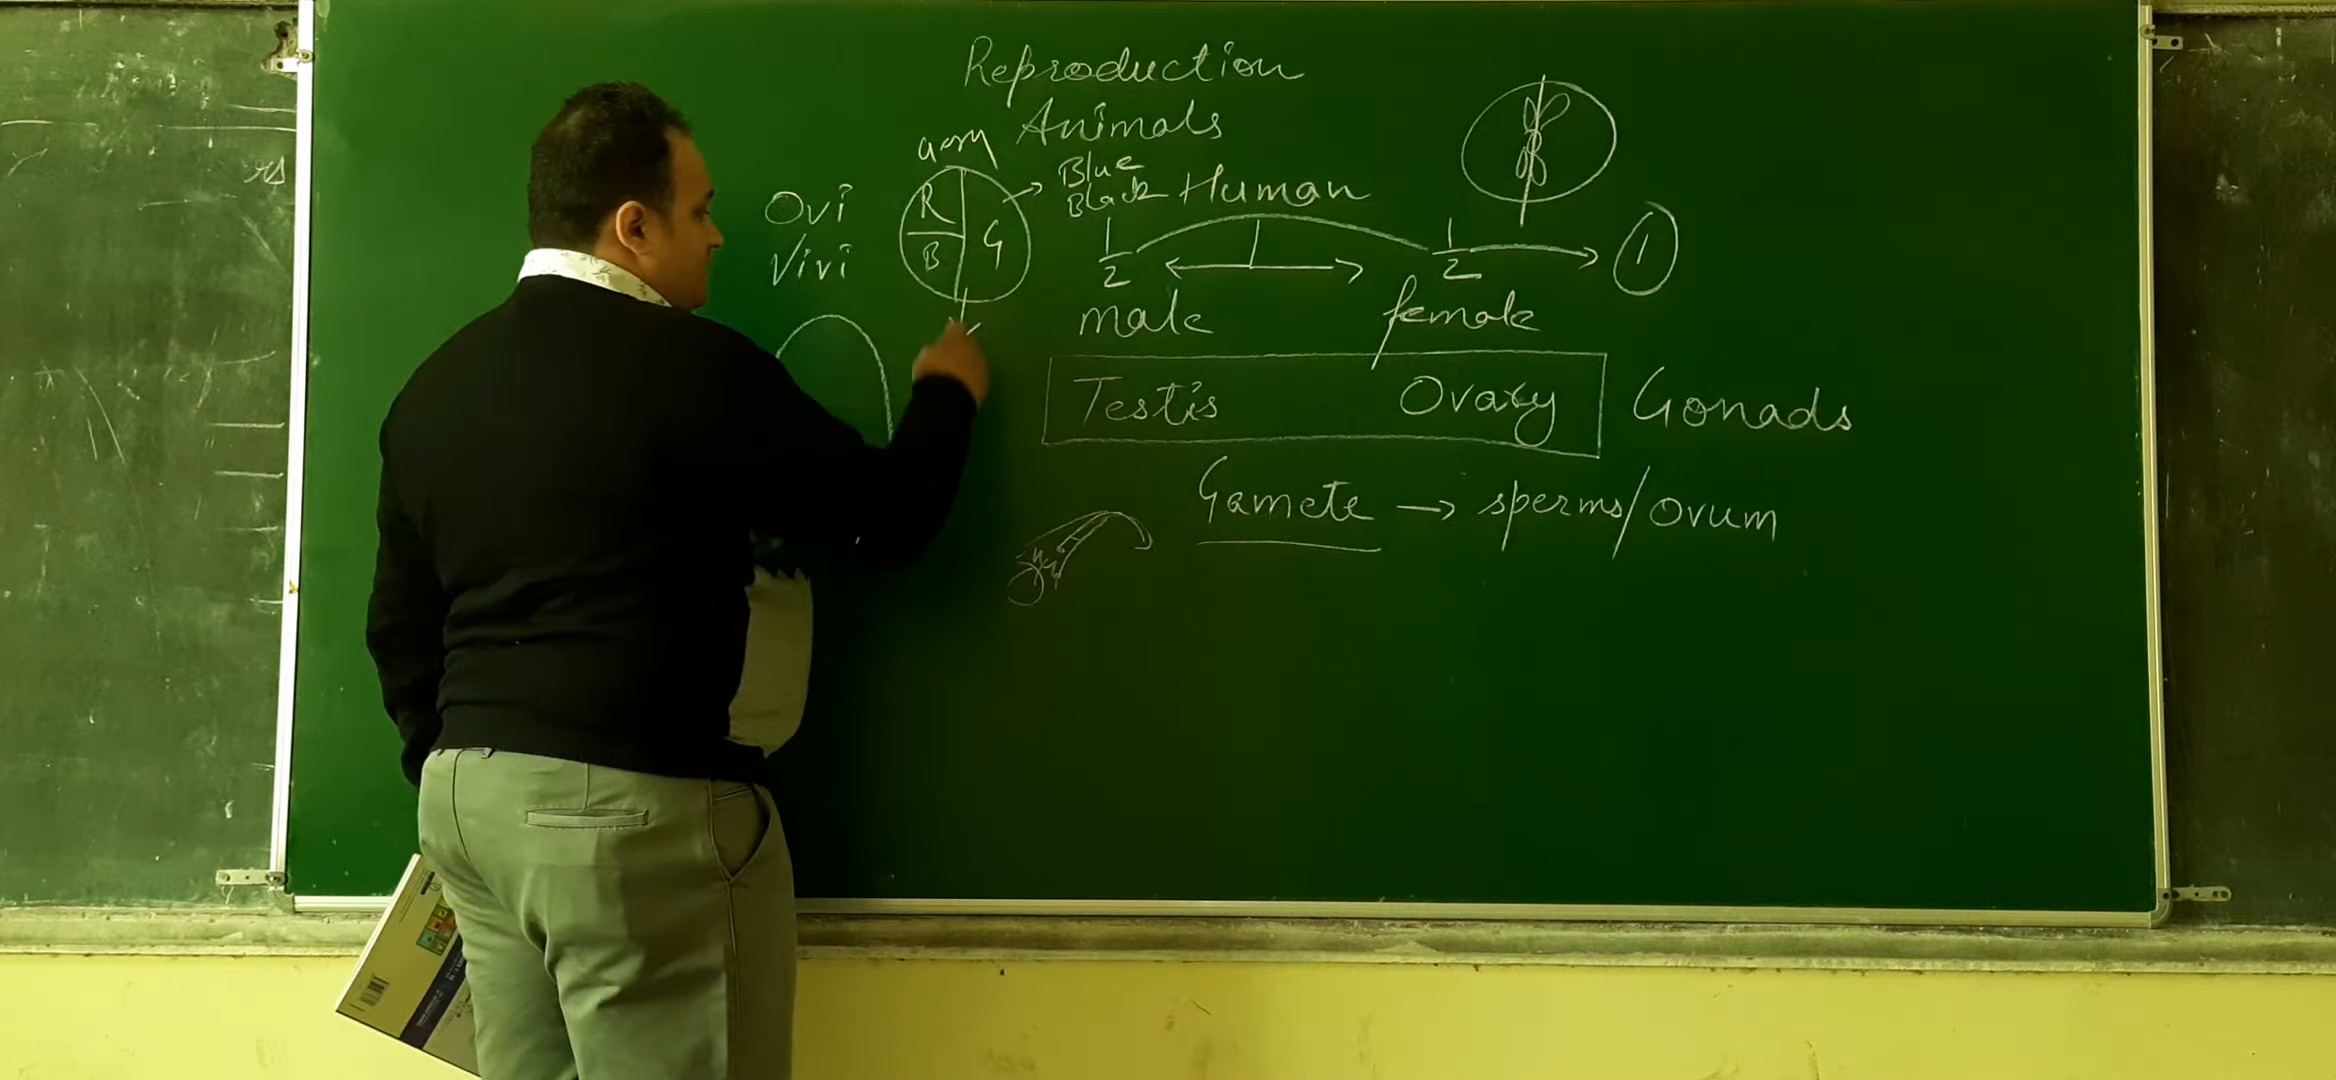 Reproduction
Animals
Blue
Black Human
Ovi
Vivi
R
B
G
1/2
1/2
1
male female
Testis Ovary Gonads
Gamete → sperms/ovum